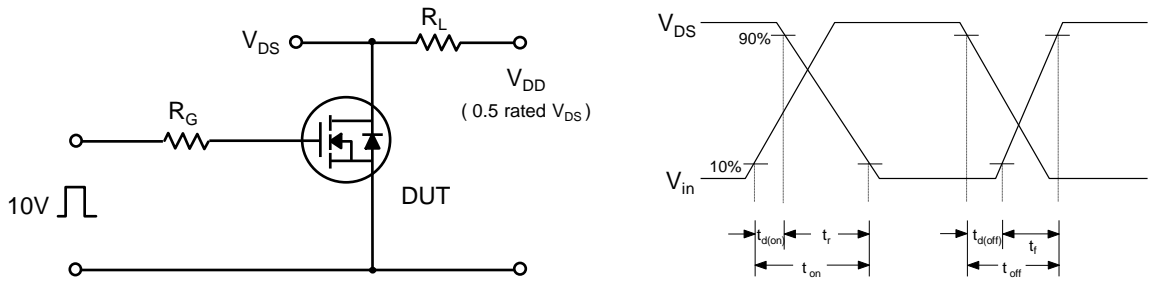 R_L
V_DS
V_DD
( 0.5 rated V_DS )
R_G
10V
DUT
V_DS
90%
10%
V_in
t_d(on)
t_r
t_on
t_d(off)
t_f
t_off